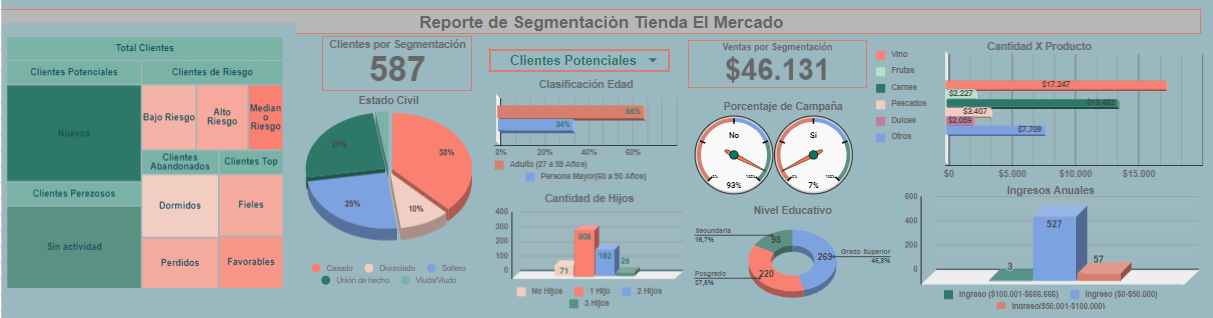 Reporte de Segmentaciòn Tienda El Mercado
Total Clientes
Clientes Potenciales
Clientes de Riesgo
Nuevos
Bajo Riesgo
Alto
Riesgo
Median
o
Riesgo
Clientes
Abandonados
Clientes Top
Clientes Perezosos
Dormidos
Fieles
Sin actividad
Perdidos
Favorables
Clientes por Segmentación
587
Estado Civil
38%
10%
25%
25%
Casado
Divorciado
Soltero
Unión de hecho
Viuda/Viudo
Clientes Potenciales
Clasificación Edad
66%
34%
0%
20%
40%
60%
Adulto (27 a 59 Años)
Persona Mayor(60 a 90 Años)
Cantidad de Hijos
400
300
200
100
0
71
308
182
26
No Hijos
1 Hijo
2 Hijos
3 Hijos
Ventas por Segmentación
$46.131
Porcentaje de Campaña
No
Si
0%
100%
0%
100%
93%
7%
Nivel Educativo
Secundaria
16,7%
98
Grado Superior
45,8%
269
Posgrado
37,5%
220
Cantidad X Producto
Vino
Frutas
Carnes
Pescados
Dulces
Otros
$17.247
$2.227
$3.407
$2.059
$7.709
$0
$5.000
$10.000
$15.000
Ingresos Anuales
600
400
200
0
3
527
57
Ingreso ($100.001-$666.666)
Ingreso ($0-$50.000)
Ingreso($50.001-$100.000)